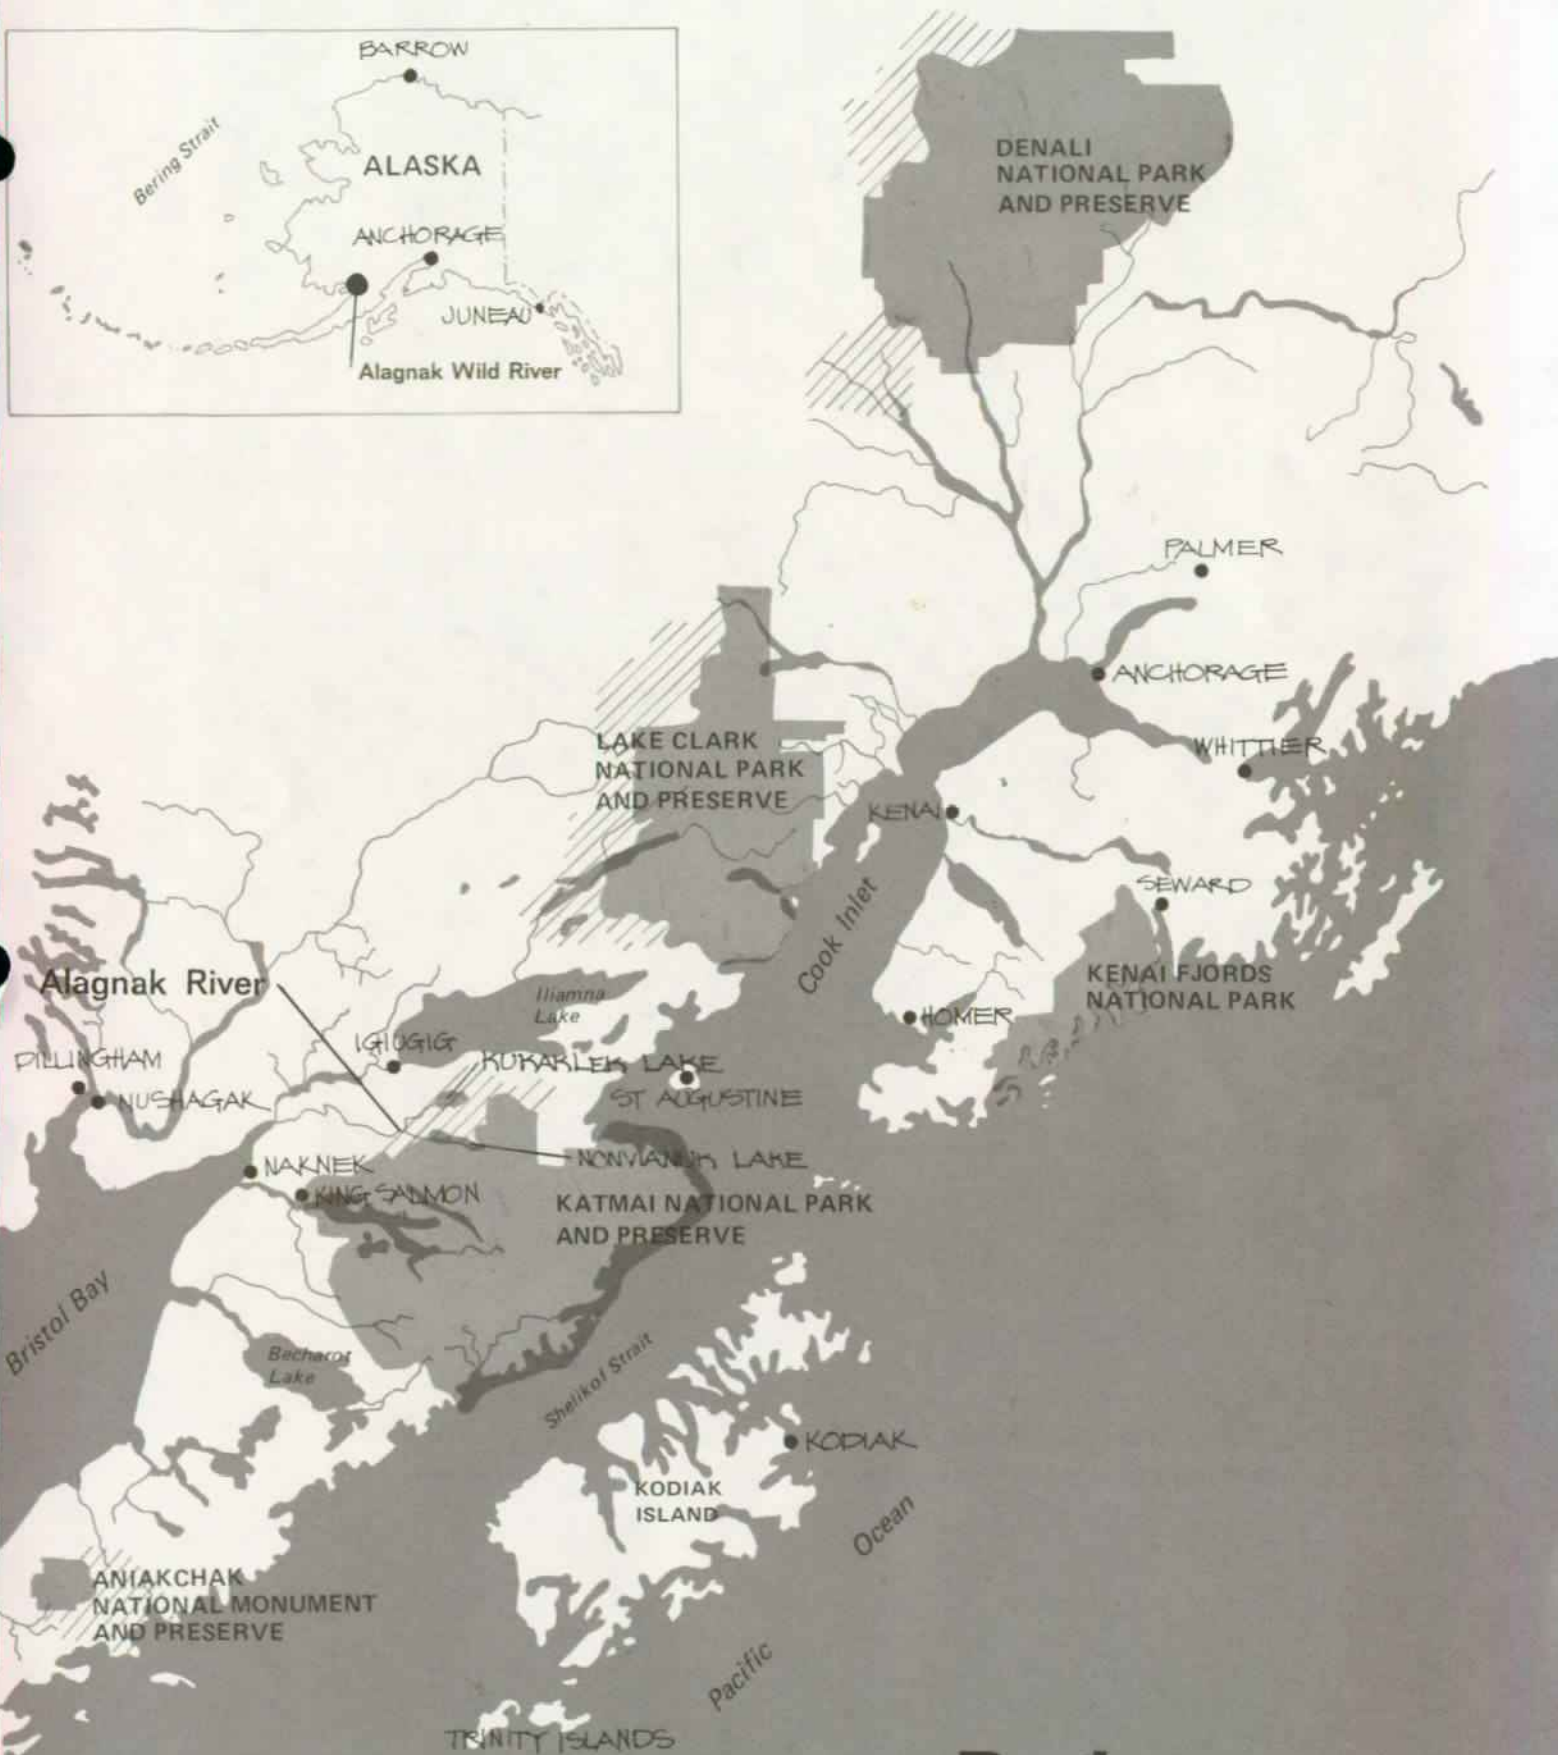 BARROW
Bering Strait
ALASKA
ANCHORAGE
JUNEAU
Alagnak Wild River
DENALI
NATIONAL PARK
AND PRESERVE
PALMER
ANCHORAGE
WHITTIER
LAKE CLARK
NATIONAL PARK
AND PRESERVE
KENAI
SEWARD
Cook Inlet
KENAI FJORDS
NATIONAL PARK
Alagnak River
Iliamna
Lake
HOMER
IGIUGIG
DILLINGHAM
KUKAKLEK LAKE
NUSHAGAK
ST AUGUSTINE
NAKNEK
NONVIANUK LAKE
KING SALMON
KATMAI NATIONAL PARK
AND PRESERVE
Bristol Bay
Becharot
Lake
Shelikof Strait
KODIAK
KODIAK
ISLAND
Ocean
ANIAKCHAK
NATIONAL MONUMENT
AND PRESERVE
Pacific
TRINITY ISLANDS